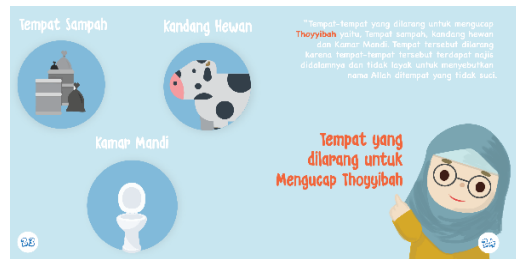 Tempat Sampah
Kandang Hewan
Kamar Mandi
23
"Tempat-tempat yang dilarang untuk mengucap
Thoyyibah yaitu, Tempat sampah, kandang hewan
dan Kamar Mandi. Tempat tersebut dilarang
karena tempat-tempat tersebut terdapat najis
didalamnya dan tidak layak untuk menyebutkan
nama Allah ditempat yang tidak suci.
Tempat yang
dilarang untuk
Mengucap Thoyyibah
24